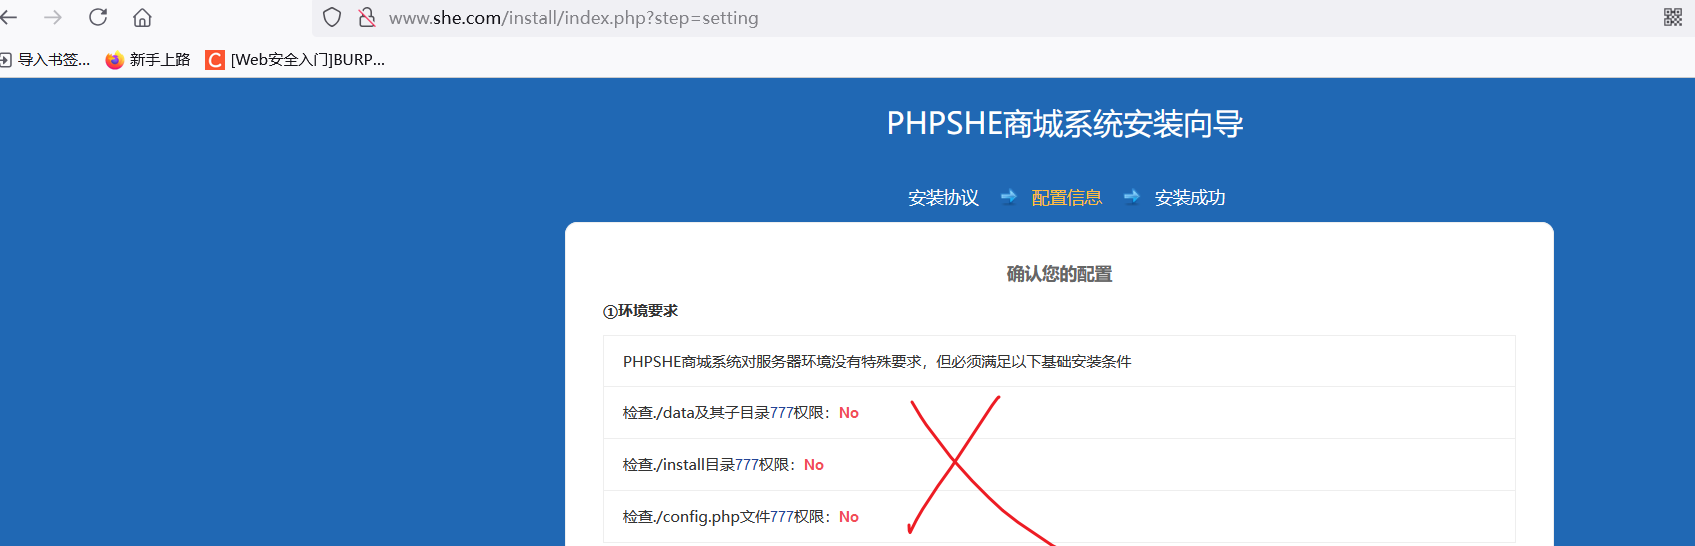 www.she.com/install/index.php?step=setting
导入书签... 新手上路 [Web安全入门]BURP...
PHPSHE商城系统安装向导
安装协议 配置信息 安装成功
确认您的配置
①环境要求
PHPSHE商城系统对服务器环境没有特殊要求，但必须满足以下基础安装条件
检查./data及其子目录777权限：No
检查./install目录777权限：No
检查./config.php文件777权限：No